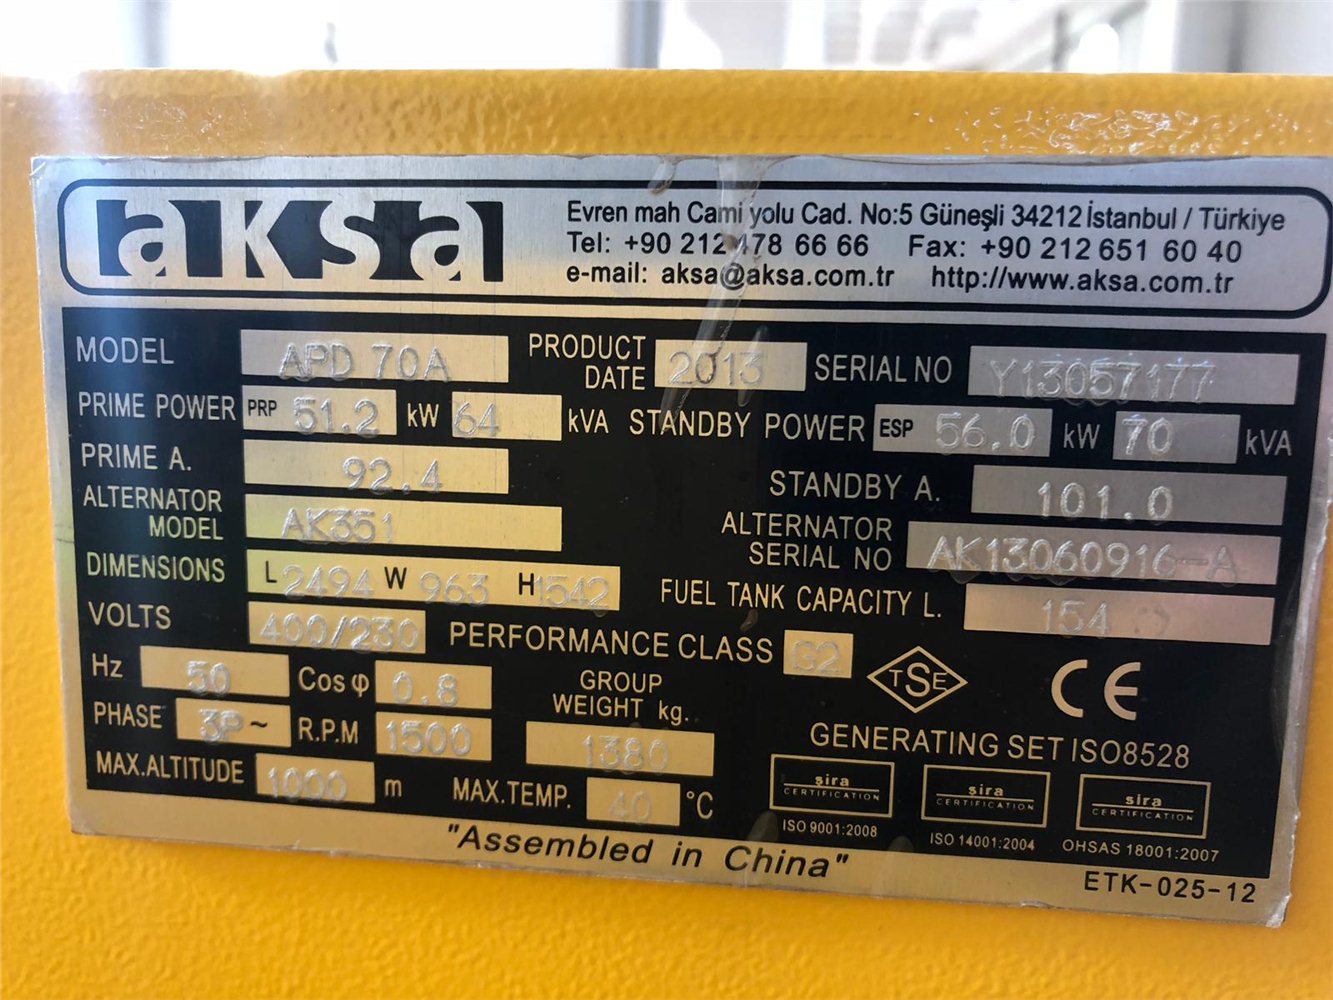 aksa
Evren mah Cami yolu Cad. No:5 Güneşli 34212 İstanbul / Türkiye
Tel: +90 212 478 66 66 Fax: +90 212 651 60 40
e-mail: aksa@aksa.com.tr http://www.aksa.com.tr
MODEL APD 70A PRODUCT DATE 2013 SERIAL NO Y13057177
PRIME POWER PRP 51.2 kW 64 kVA STANDBY POWER ESP 56.0 kW 70 kVA
PRIME A. 92.4 STANDBY A. 101.0
ALTERNATOR MODEL AK351 ALTERNATOR SERIAL NO AK13060916-A
DIMENSIONS L 2494 W 963 H 1542 FUEL TANK CAPACITY L. 154
VOLTS 400/230 PERFORMANCE CLASS G2
Hz 50 Cos φ 0.8 GROUP WEIGHT kg. 1380
TSE CE
PHASE 3P~ R.P.M 1500
GENERATING SET ISO8528
MAX.ALTITUDE 1000 m MAX.TEMP. 40 °C
sira CERTIFICATION sira CERTIFICATION sira CERTIFICATION
ISO 9001:2008 ISO 14001:2004 OHSAS 18001:2007
"Assembled in China"
ETK-025-12